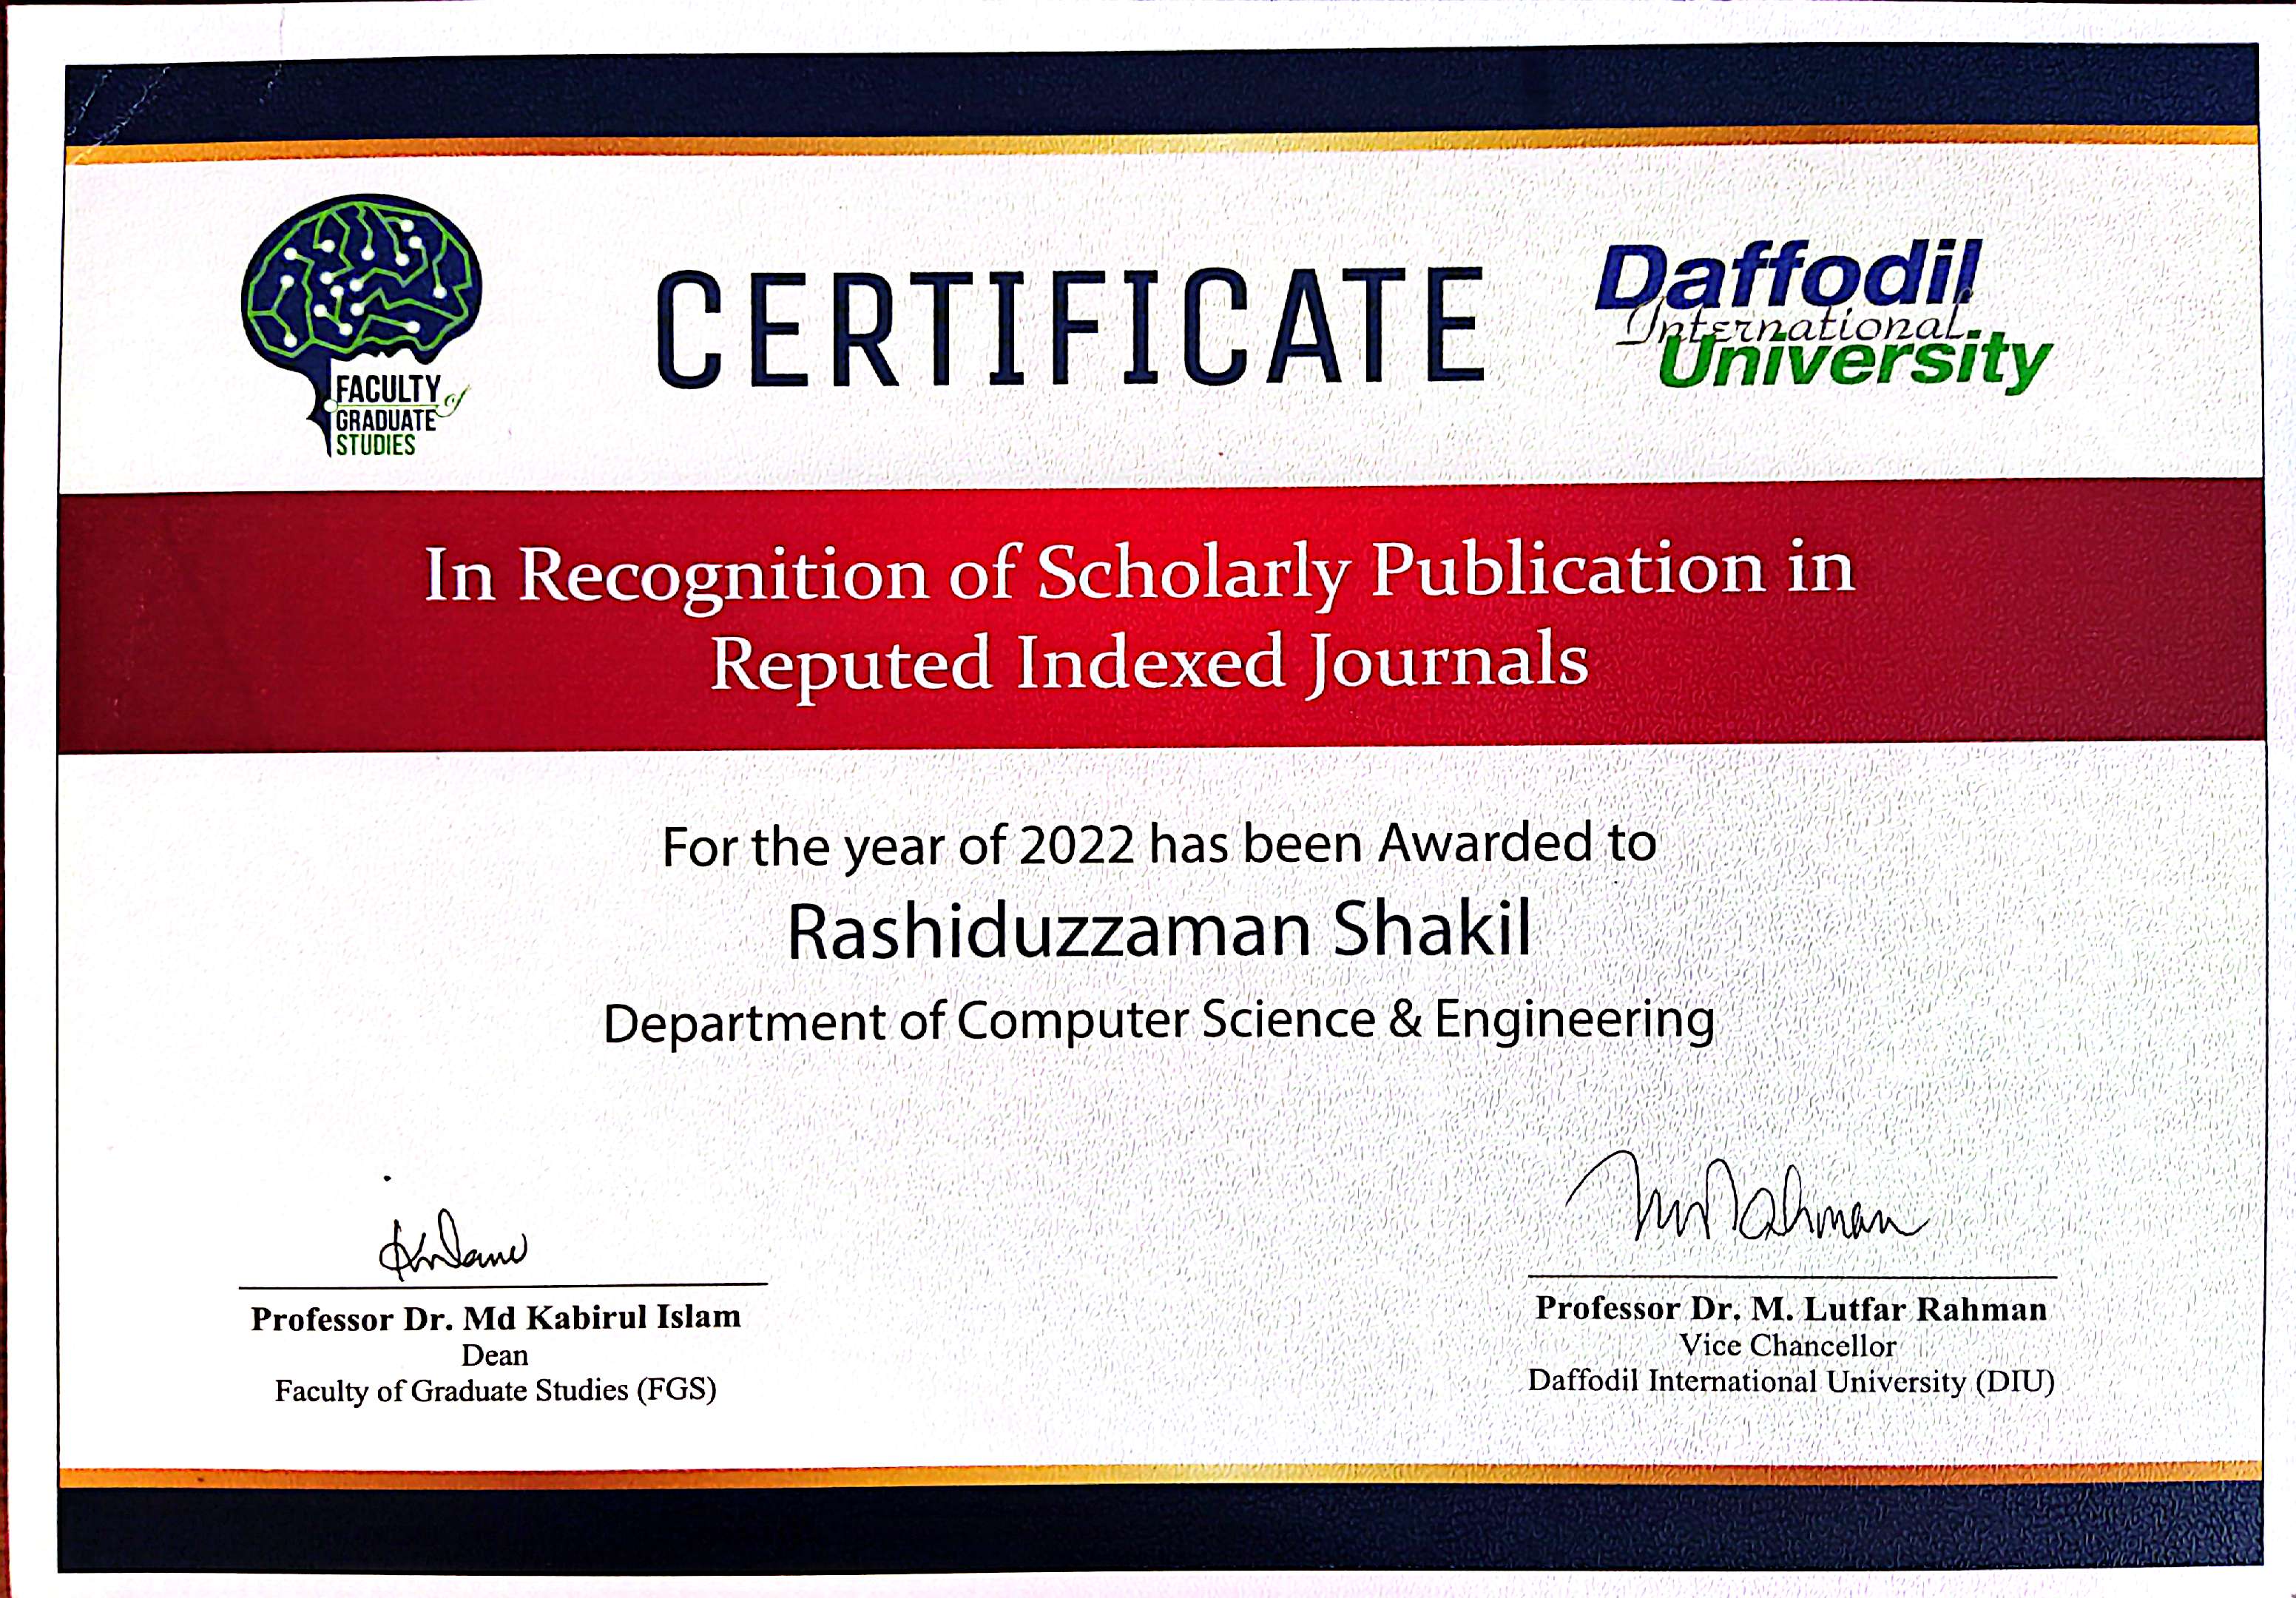 FACULTY of
GRADUATE
STUDIES
CERTIFICATE
Daffodil
International
University
In Recognition of Scholarly Publication in
Reputed Indexed Journals
For the year of 2022 has been Awarded to
Rashiduzzaman Shakil
Department of Computer Science & Engineering
Professor Dr. Md Kabirul Islam
Dean
Faculty of Graduate Studies (FGS)
Professor Dr. M. Lutfar Rahman
Vice Chancellor
Daffodil International University (DIU)